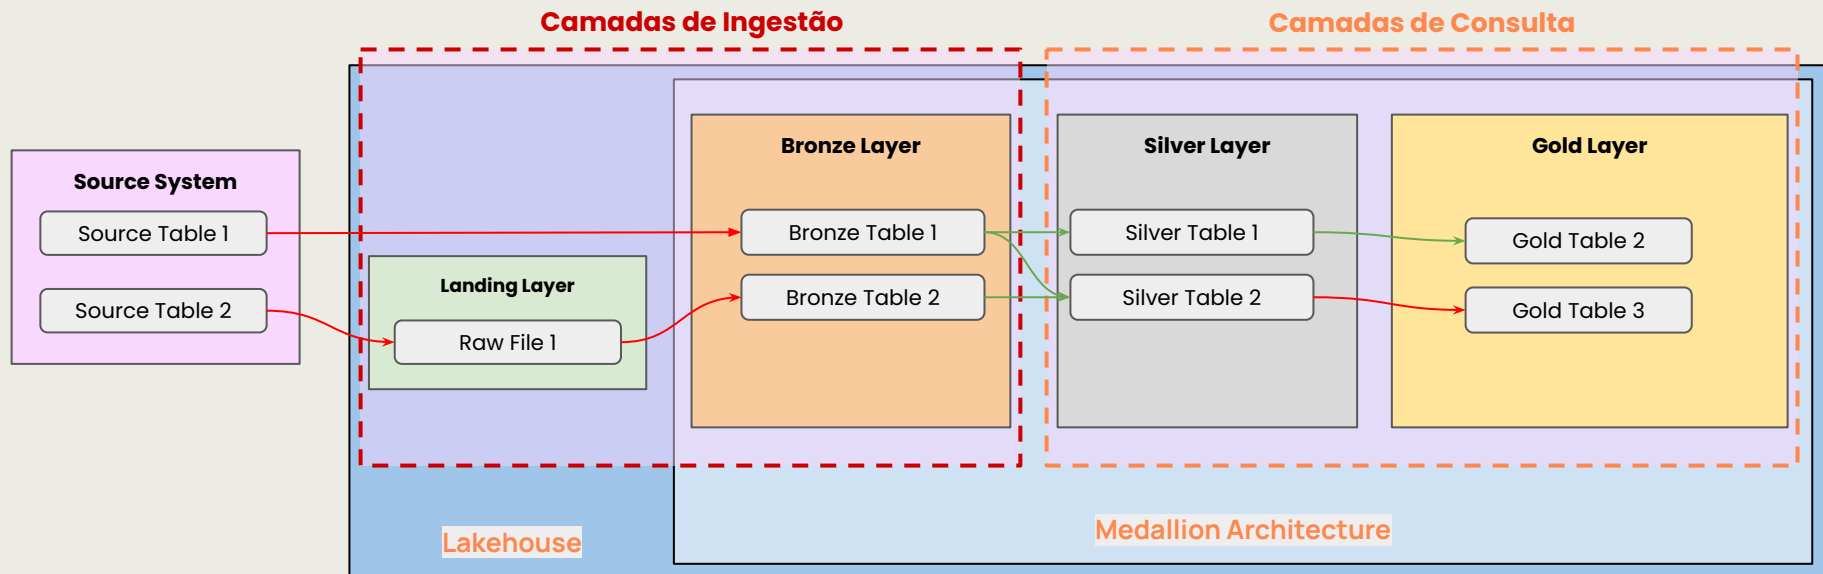 Camadas de Ingestão
Camadas de Consulta
Source System
Source Table 1
Source Table 2
Landing Layer
Raw File 1
Bronze Layer
Bronze Table 1
Bronze Table 2
Silver Layer
Silver Table 1
Silver Table 2
Gold Layer
Gold Table 2
Gold Table 3
Lakehouse
Medallion Architecture